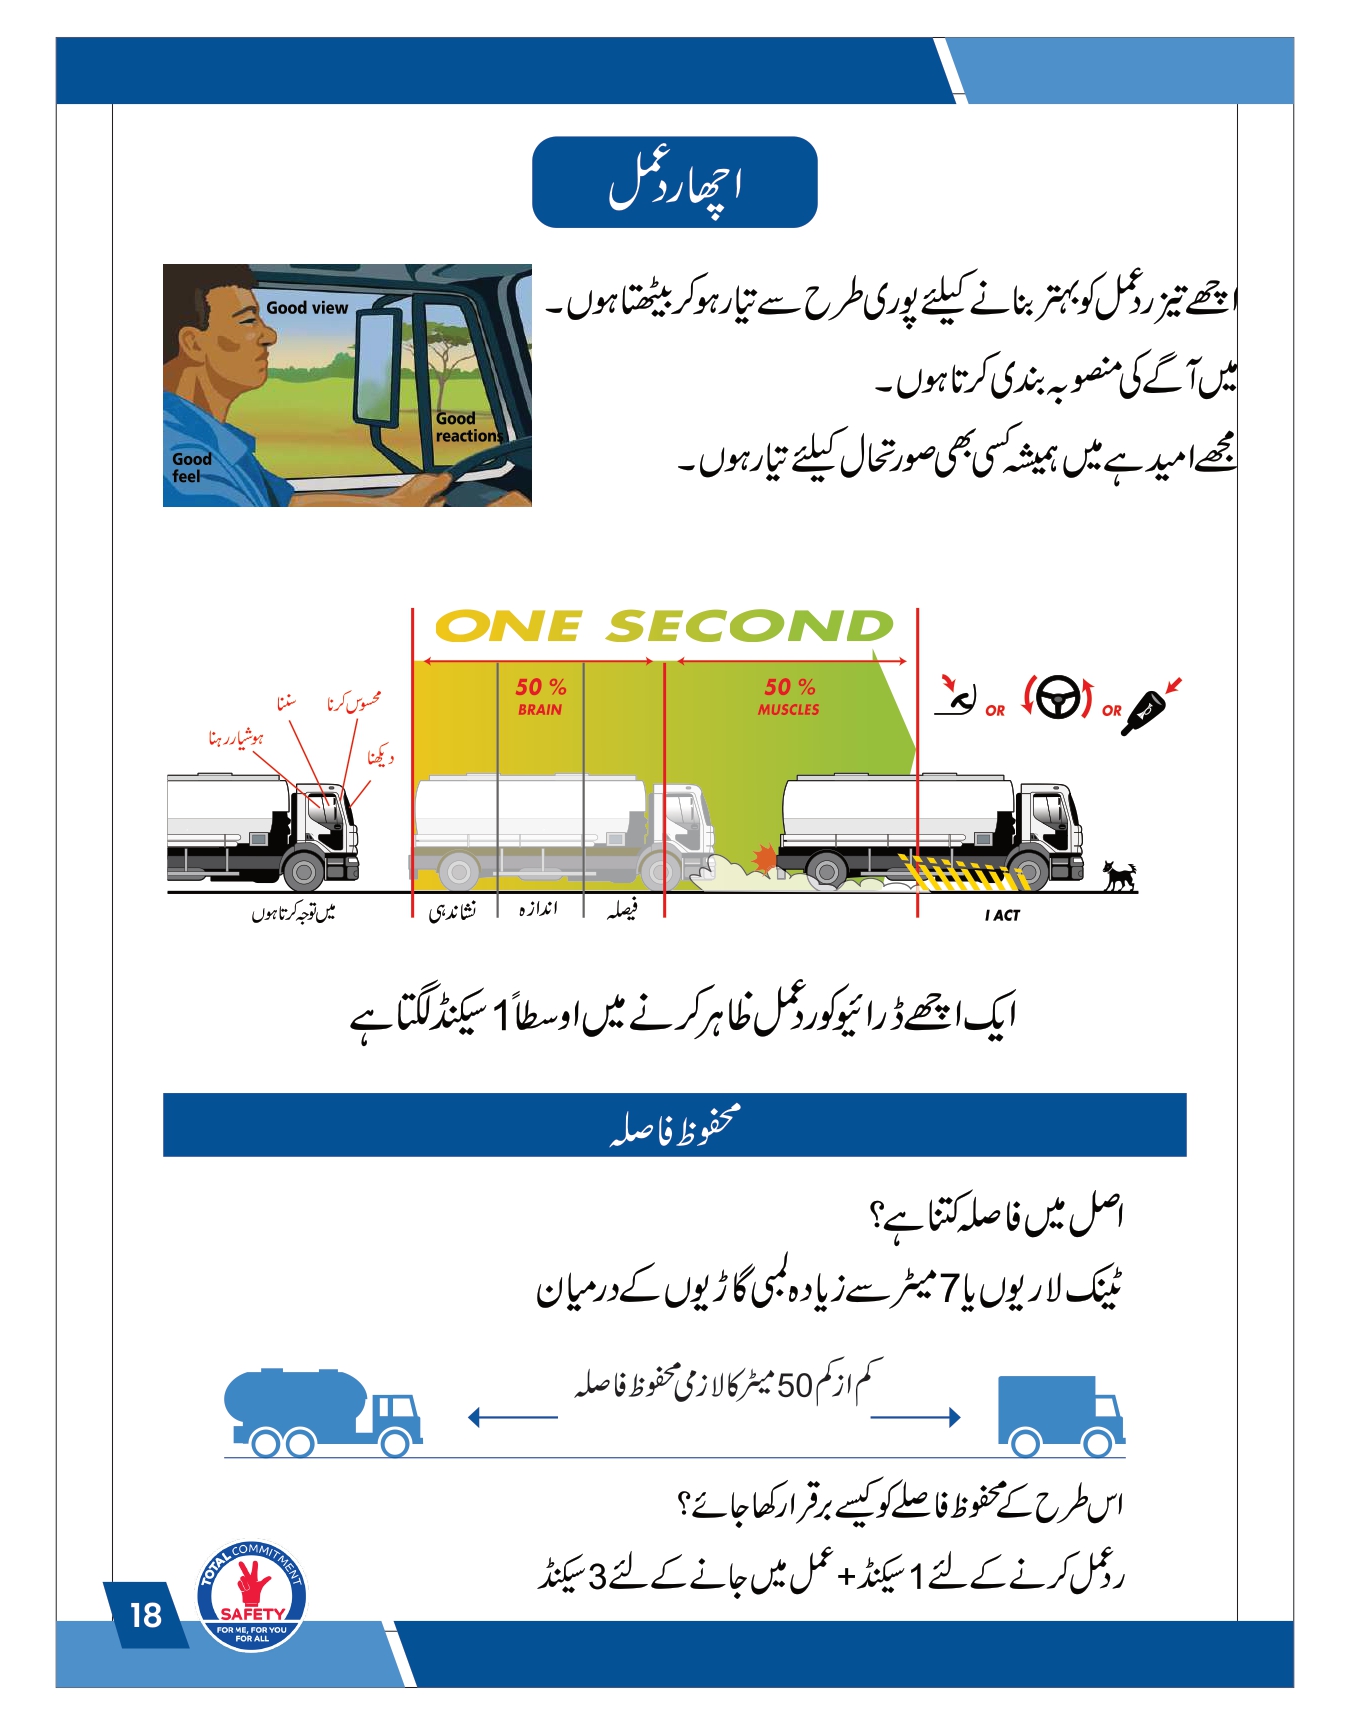 اچھا ردعمل
اچھے تیز ردعمل کو بہتر بنانے کیلئے پوری طرح سے تیار ہو کر بیٹھتا ہوں۔
میں آگے کی منصوبہ بندی کرتا ہوں۔
مجھے امید ہے میں ہمیشہ کسی بھی صورتحال کیلئے تیار ہوں۔
Good view
Good
reactions
Good
feel
ONE SECOND
50 %
BRAIN
50 %
MUSCLES
OR
OR
سننا
محسوس کرنا
ہوشیار رہنا
دیکھنا
میں توجہ کرتا ہوں
نشاندہی
اندازہ
فیصلہ
I ACT
ایک اچھے ڈرائیو کو ردعمل ظاہر کرنے میں اوسطاً 1 سیکنڈ لگتا ہے
محفوظ فاصلہ
اصل میں فاصلہ کتنا ہے؟
ٹینک لاریوں یا 7 میٹر سے زیادہ لمبی گاڑیوں کے درمیان
کم از کم 50 میٹر کا لازمی محفوظ فاصلہ
اس طرح کے محفوظ فاصلے کو کیسے برقرار رکھا جائے؟
ردعمل کرنے کے لئے 1 سیکنڈ + عمل میں جانے کے لئے 3 سیکنڈ
TOTAL COMMITMENT
SAFETY
FOR ME, FOR YOU
FOR ALL
18